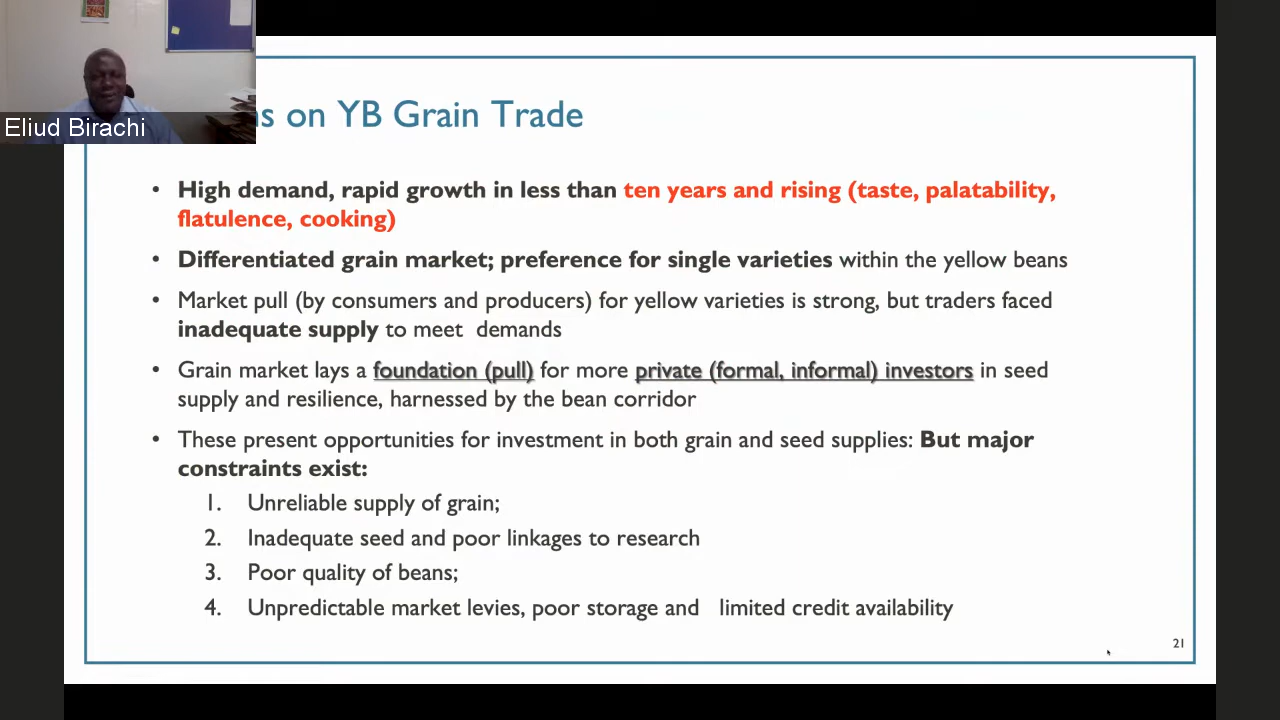 Eliud Birachi
on YB Grain Trade
• High demand, rapid growth in less than ten years and rising (taste, palatability,
flatulence, cooking)
• Differentiated grain market; preference for single varieties within the yellow beans
• Market pull (by consumers and producers) for yellow varieties is strong, but traders faced
inadequate supply to meet demands
• Grain market lays a foundation (pull) for more private (formal, informal) investors in seed
supply and resilience, harnessed by the bean corridor
• These present opportunities for investment in both grain and seed supplies: But major
constraints exist:
1. Unreliable supply of grain;
2. Inadequate seed and poor linkages to research
3. Poor quality of beans;
4. Unpredictable market levies, poor storage and limited credit availability
21